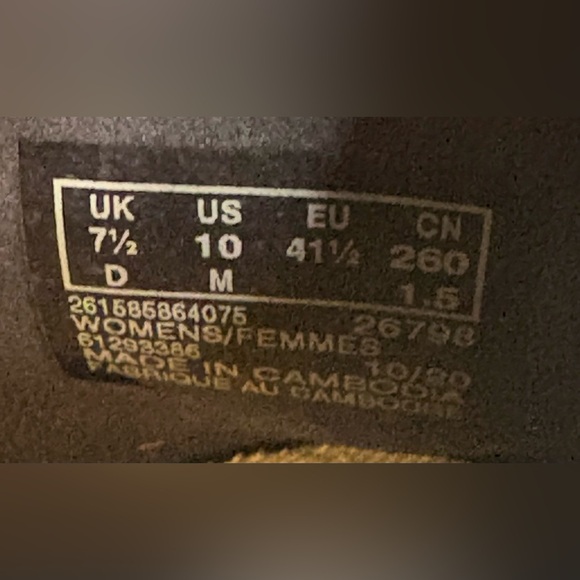 UK US EU CN
7½ 10 41½ 260
D M 1.5
261585864075 26798
WOMENS/FEMMES
61293386 10/20
MADE IN CAMBODIA
FABRIQUE AU CAMBODGE